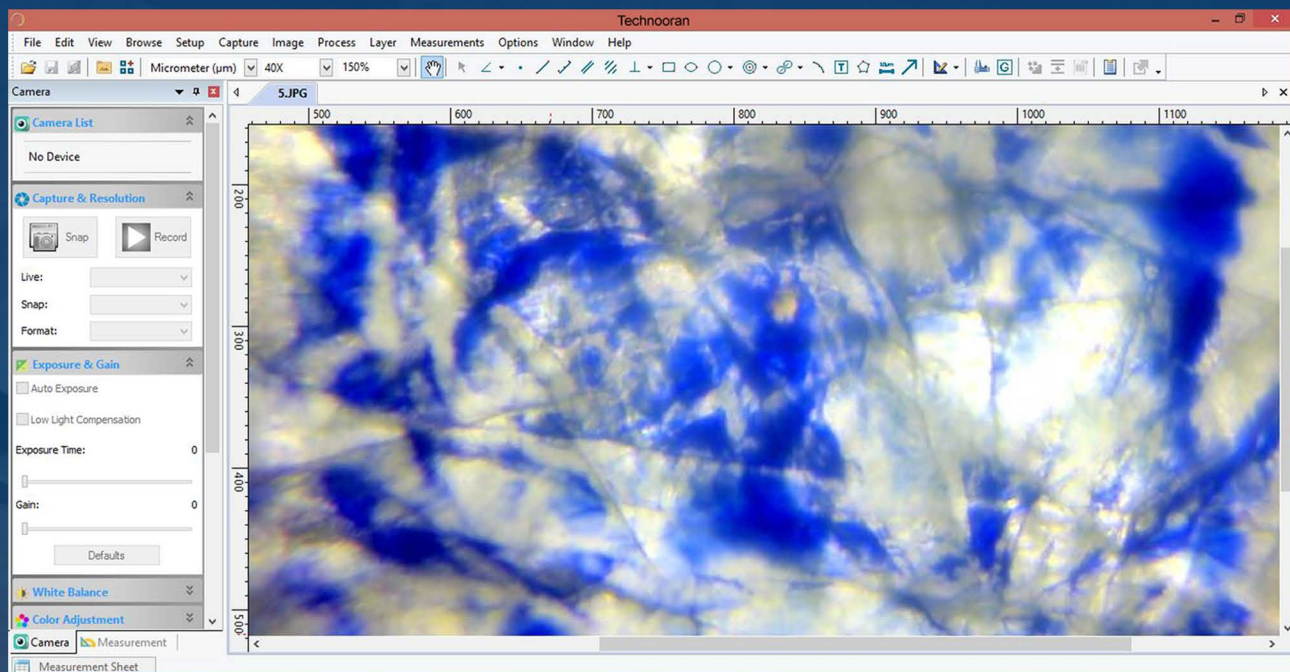 Technooran
File Edit View Browse Setup Capture Image Process Layer Measurements Options Window Help
Micrometer (µm) 40X 150%
Camera
5.JPG
Camera List
No Device
Capture & Resolution
Snap Record
Live:
Snap:
Format:
Exposure & Gain
Auto Exposure
Low Light Compensation
Exposure Time: 0
Gain: 0
Defaults
White Balance
Color Adjustment
Camera Measurement
Measurement Sheet
500 600 700 800 900 1000 1100
200
300
400
500